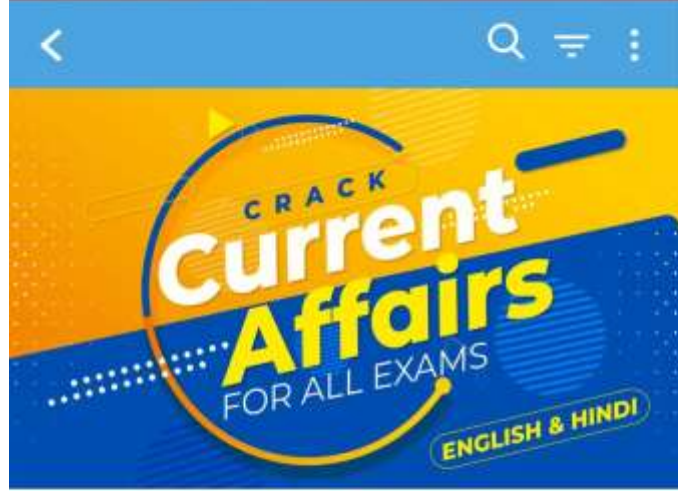 CRACK
Current
Affairs
FOR ALL EXAMS
ENGLISH & HINDI